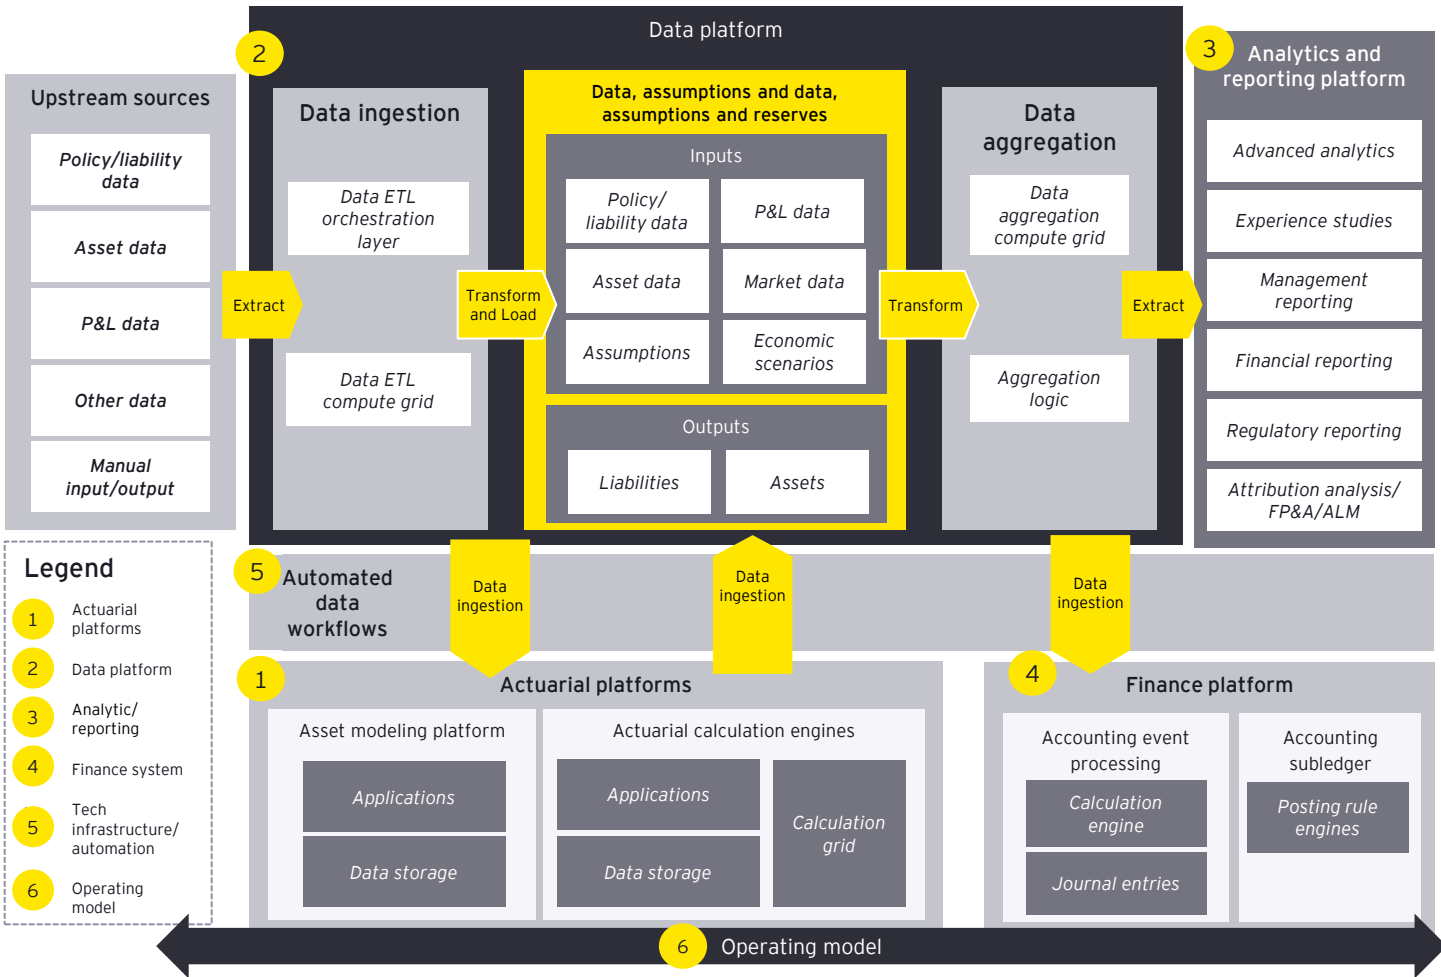 2
Data platform
3
Analytics and
reporting platform
Upstream sources
Policy/liability
data
Asset data
P&L data
Other data
Manual
input/output
Extract
Data ingestion
Data ETL
orchestration
layer
Data ETL
compute grid
Transform
and Load
Data, assumptions and data,
assumptions and reserves
Inputs
Policy/
liability data
P&L data
Asset data
Market data
Assumptions
Economic
scenarios
Outputs
Liabilities
Assets
Transform
Data
aggregation
Data
aggregation
compute grid
Aggregation
logic
Extract
Advanced analytics
Experience studies
Management
reporting
Financial reporting
Regulatory reporting
Attribution analysis/
FP&A/ALM
Legend
1
Actuarial
platforms
2
Data platform
3
Analytic/
reporting
4
Finance system
5
Tech
infrastructure/
automation
6
Operating
model
5
Automated
data
workflows
Data
ingestion
Data
ingestion
Data
ingestion
1
Actuarial platforms
Asset modeling platform
Applications
Data storage
Actuarial calculation engines
Applications
Data storage
Calculation
grid
4
Finance platform
Accounting event
processing
Calculation
engine
Journal entries
Accounting
subledger
Posting rule
engines
6
Operating model